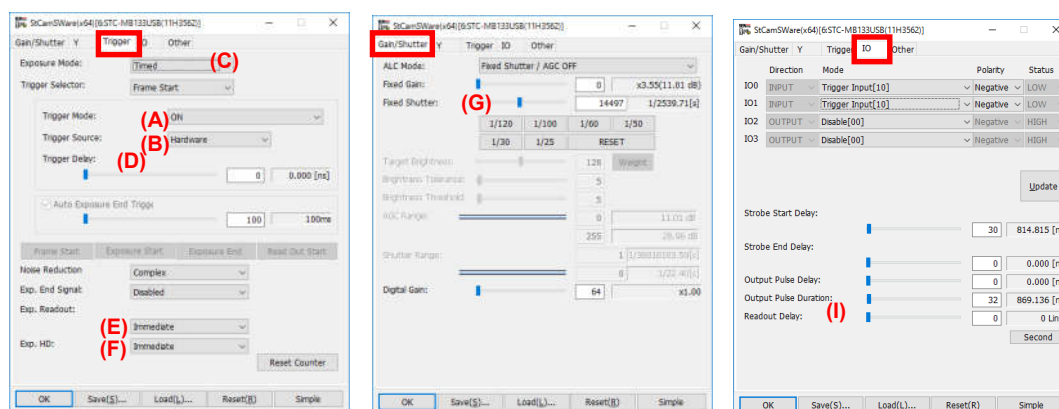 StCamSWare(x64)[6:STC-MB133USB(11H3562)]
Gain/Shutter Y Trigger IO Other
Exposure Mode: Timed (C)
Trigger Selector: Frame Start
Trigger Mode: (A) ON
Trigger Source: (B) Hardware
Trigger Delay: (D)
0 0.000 [ns]
Auto Exposure End Trigge
100 100ms
Frame Start Exposure Start Exposure End Read Out Start
Noise Reduction Complex
Exp. End Signal: Disabled
Exp. Readout:
(E) Immediate
Exp. HD: (F) Immediate
Reset Counter
OK Save(S)... Load(L)... Reset(R) Simple
StCamSWare(x64)[6:STC-MB133USB(11H3562)]
Gain/Shutter Y Trigger IO Other
ALC Mode: Fixed Shutter / AGC OFF
Fixed Gain: 0 x3.55(11.01 dB)
Fixed Shutter: (G) 14497 1/2539.71[s]
1/120 1/100 1/60 1/50
1/30 1/25 RESET
Target Brightness: 128 Weight
Brightness Tolerance: 5
Brightness Threshold: 5
AGC Range: 0 11.01 dB
255
Shutter Range: 1
0
Digital Gain: 64 x1.00
OK Save(S)... Load(L)... Reset(R) Simple
StCamSWare(x64)[6:STC-MB133USB(11H3562)]
Gain/Shutter Y Trigger IO Other
Direction Mode Polarity Status
IO0 INPUT Trigger Input[10] Negative LOW
IO1 INPUT Trigger Input[10] Negative LOW
IO2 OUTPUT Disable[00] Negative HIGH
IO3 OUTPUT Disable[00] Negative HIGH
Update
Strobe Start Delay:
30 814.815 [n
Strobe End Delay:
0 0.000 [n
Output Pulse Delay: 0 0.000 [n
Output Pulse Duration: 32 869.136 [n
Readout Delay: (I) 0 0 Lin
Second
OK Save(S)... Load(L)... Reset(R) Simple